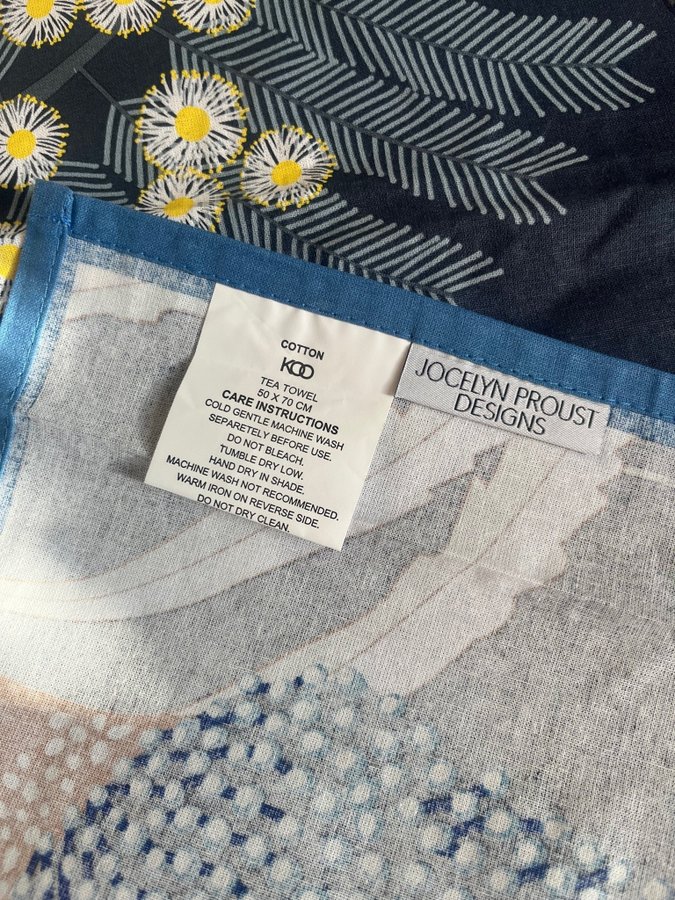 COTTON
KOO
TEA TOWEL
50 X 70 CM
CARE INSTRUCTIONS
COLD GENTLE MACHINE WASH
SEPARETELY BEFORE USE.
DO NOT BLEACH.
TUMBLE DRY LOW.
HAND DRY IN SHADE.
MACHINE WASH NOT RECOMMENDED.
WARM IRON ON REVERSE SIDE.
DO NOT DRY CLEAN.
JOCELYN PROUST
DESIGNS